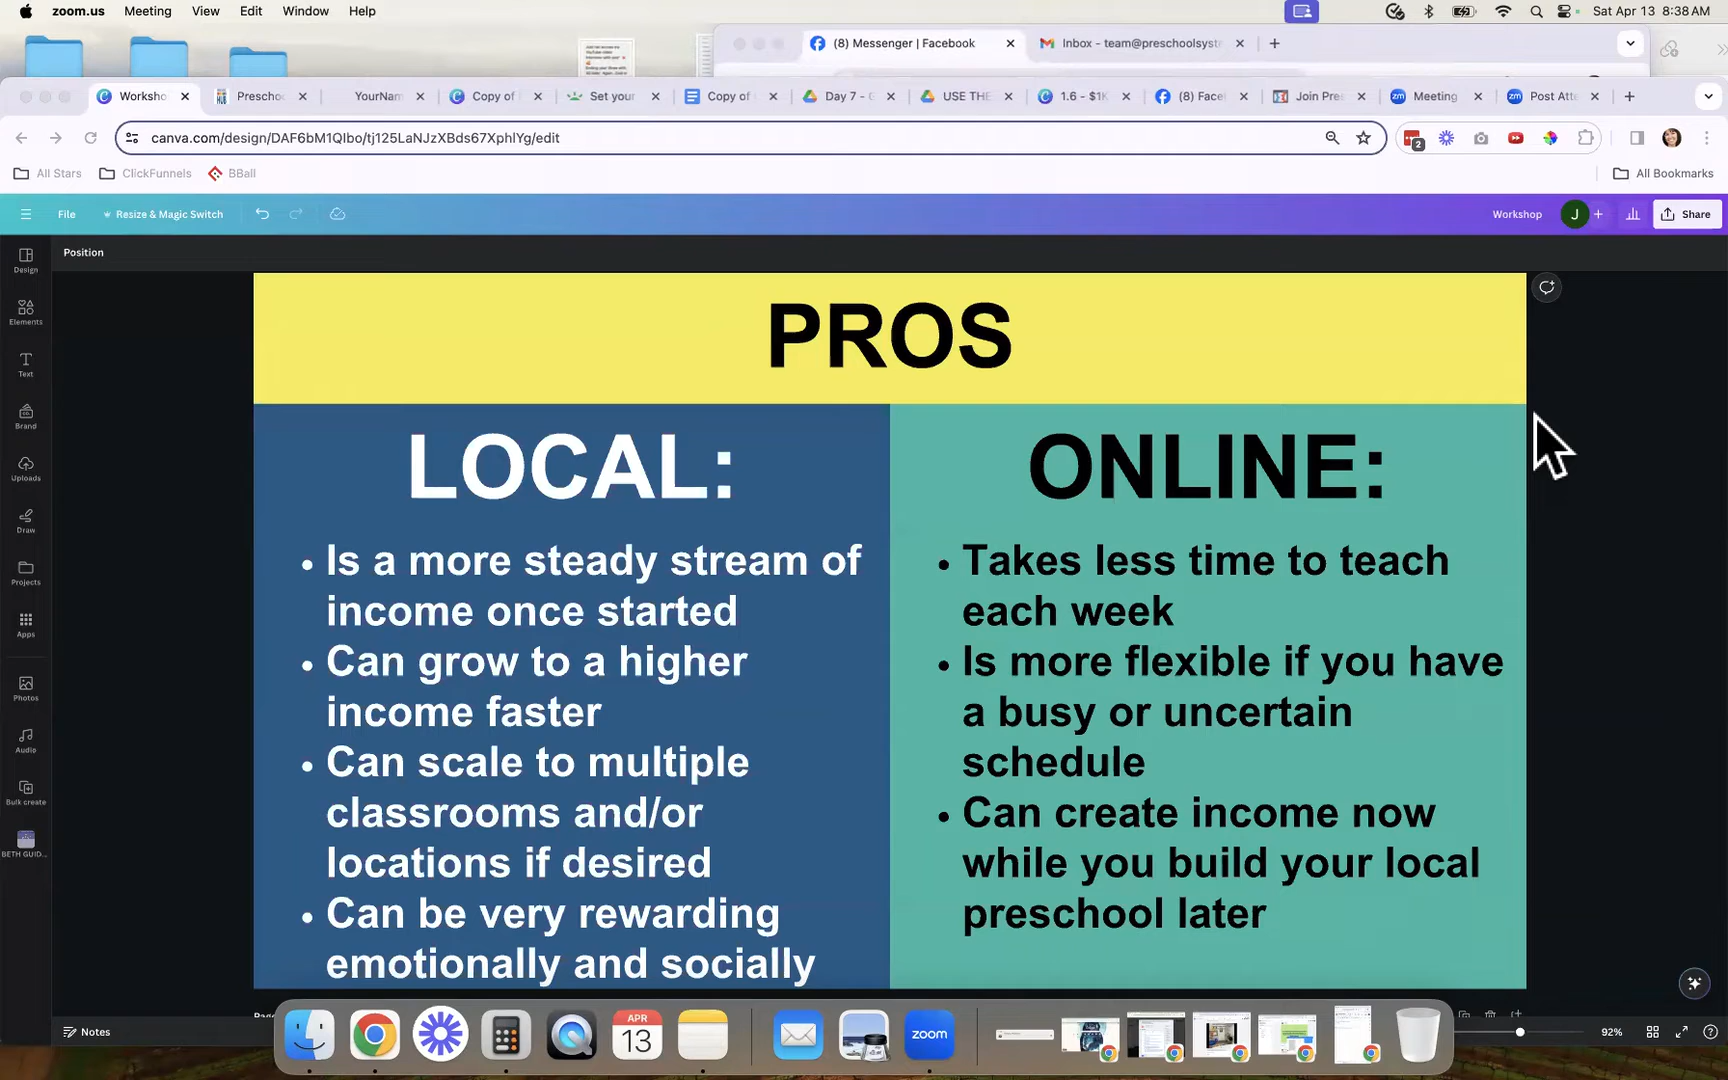 zoom.us Meeting View Edit Window Help Sat Apr 13 8:38 AM
(8) Messenger | Facebook Inbox - team@preschoolsyst
Worksho Prescho YourNam Copy of Set your Copy of Day 7 - USE THE 1.6 - $1K (8) Face Join Pre Meeting Post Atte
canva.com/design/DAF6bM1QIbo/tj125LaNJzXBds67XphlYg/edit
2
All Stars ClickFunnels BBall All Bookmarks
File Resize & Magic Switch Workshop J + Share
Position
Design
Elements
Text
Brand
Uploads
Draw
Projects
Apps
Photos
Audio
Bulk create
BETH GUID...
PROS
LOCAL:
• Is a more steady stream of
income once started
• Can grow to a higher
income faster
• Can scale to multiple
classrooms and/or
locations if desired
• Can be very rewarding
emotionally and socially
ONLINE:
• Takes less time to teach
each week
• Is more flexible if you have
a busy or uncertain
schedule
• Can create income now
while you build your local
preschool later
Notes
APR
13
zoom
92%